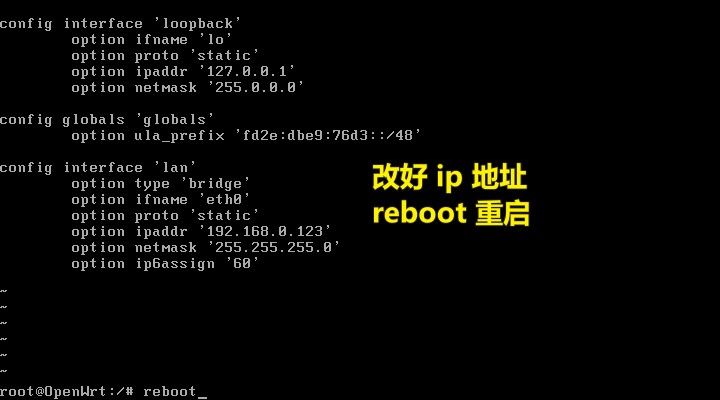 config interface 'loopback'
        option ifname 'lo'
        option proto 'static'
        option ipaddr '127.0.0.1'
        option netmask '255.0.0.0'

config globals 'globals'
        option ula_prefix 'fd2e:dbe9:76d3::/48'

config interface 'lan'
        option type 'bridge'
        option ifname 'eth0'
        option proto 'static'
        option ipaddr '192.168.0.123'
        option netmask '255.255.255.0'
        option ip6assign '60'
改好 ip 地址
reboot 重启
~
~
~
~
~
~
root@OpenWrt:/# reboot_